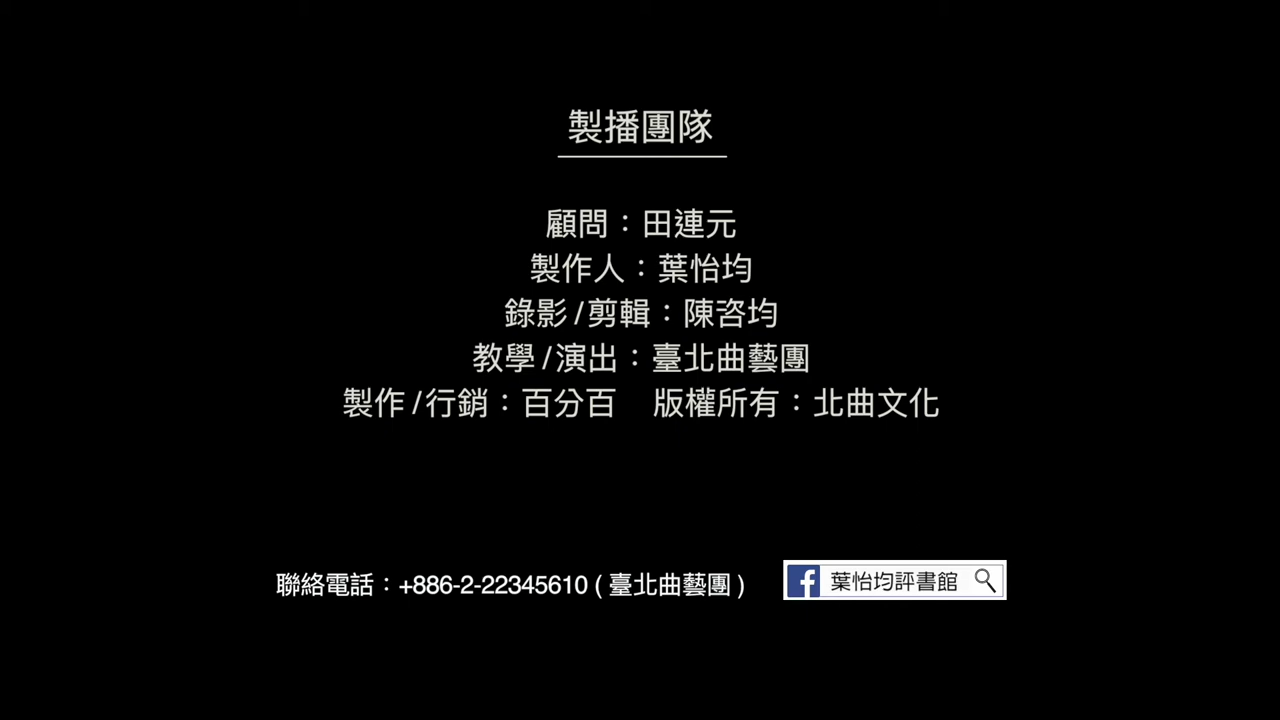 製播團隊
顧問：田連元
製作人：葉怡均
錄影/剪輯：陳咨均
教學/演出：臺北曲藝團
製作/行銷：百分百　版權所有：北曲文化
聯絡電話：+886-2-22345610 ( 臺北曲藝團 )
葉怡均評書館